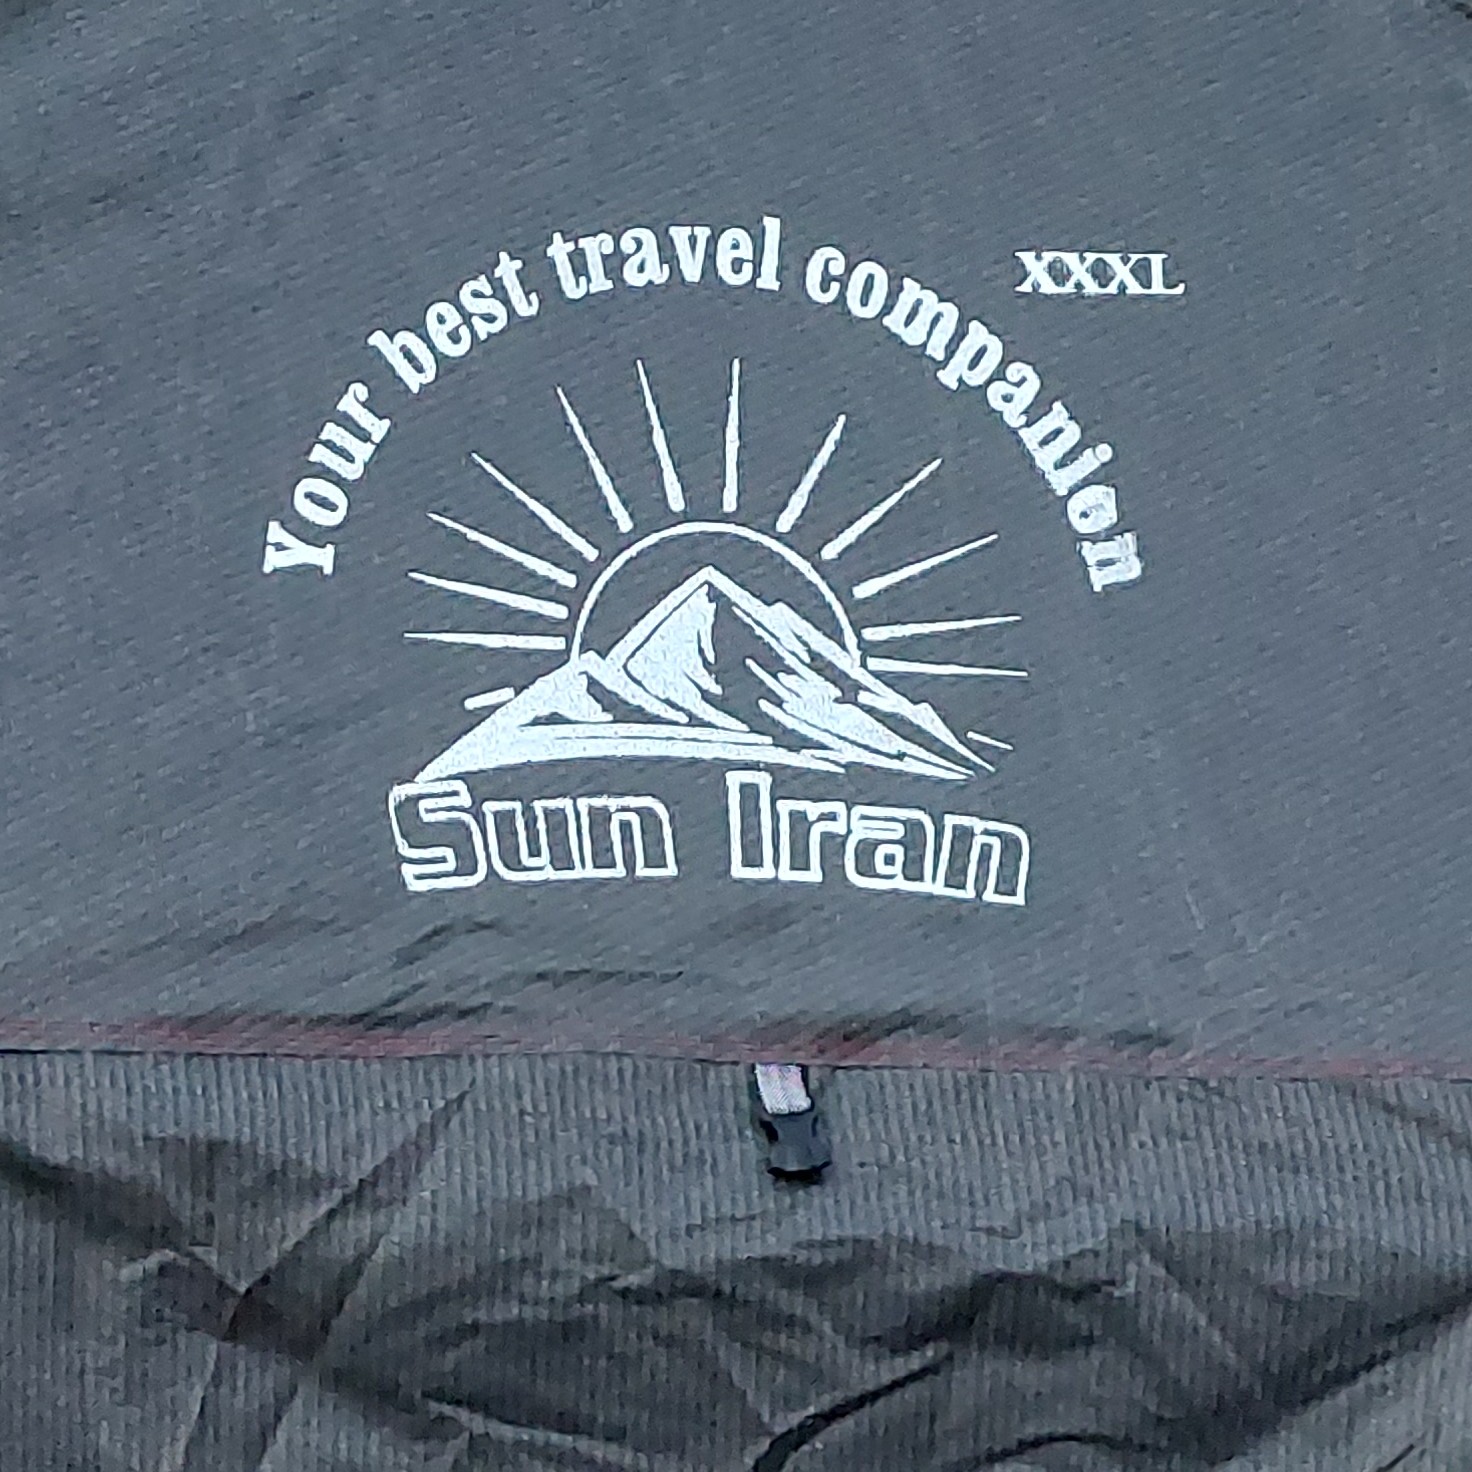 Your best travel companion
XXXL
Sun Iran